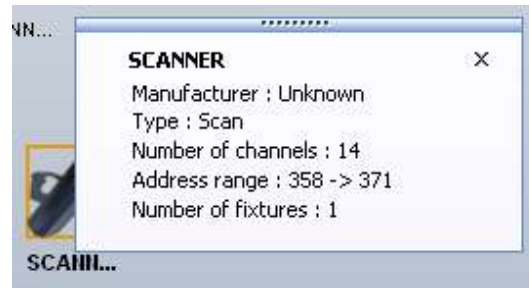 NN...
SCANNER
Manufacturer : Unknown
Type : Scan
Number of channels : 14
Address range : 358 -> 371
Number of fixtures : 1
SCANN...